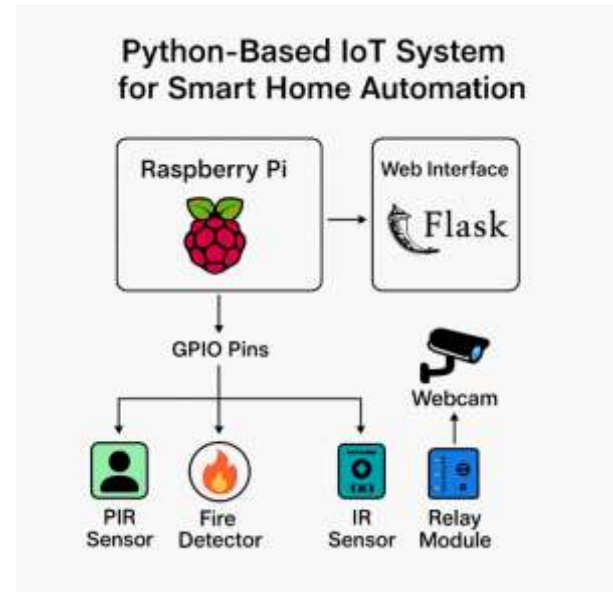 Python-Based IoT System
for Smart Home Automation
Raspberry Pi
Web Interface
Flask
GPIO Pins
Webcam
PIR
Sensor
Fire
Detector
IR
Sensor
Relay
Module